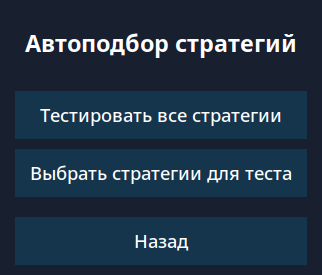 Автоподбор стратегий
Тестировать все стратегии
Выбрать стратегии для теста
Назад